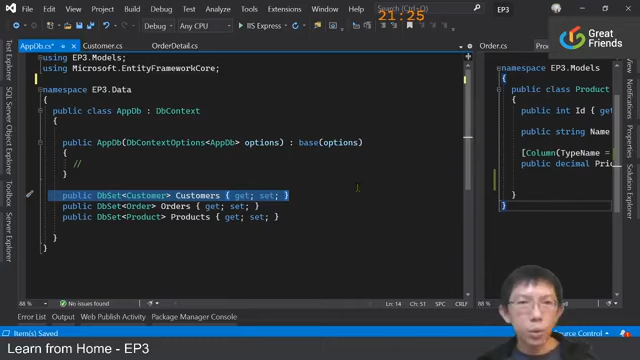 File Edit View Git Project Build Debug Test Analyze Tools Extensions Window Help Search (Ctrl+Q) EP3
21:25
Debug Any CPU IIS Express
Great
Friends
AppDb.cs* Customer.cs OrderDetail.cs Order.cs
using EP3.Models;
using Microsoft.EntityFrameworkCore;
namespace EP3.Data
{
public class AppDb : DbContext
{
public AppDb(DbContextOptions<AppDb> options) : base(options)
{
//
}
public DbSet<Customer> Customers { get; set; }
public DbSet<Order> Orders { get; set; }
public DbSet<Product> Products { get; set; }
}
}
namespace EP3.Models
{
public class Product
{
public int Id { get;
public string Name
[Column(TypeName =
public decimal Pric
}
}
Test Explorer
SQL Server Object Explorer
Toolbox
Notifications
Properties
Solution Explorer
88 % No issues found Ln: 14 Ch: 51 SPC CRLF
88 %
Error List Output Web Publish Activity Package Manager Console
Item(s) Saved
Source Control
Learn from Home - EP3